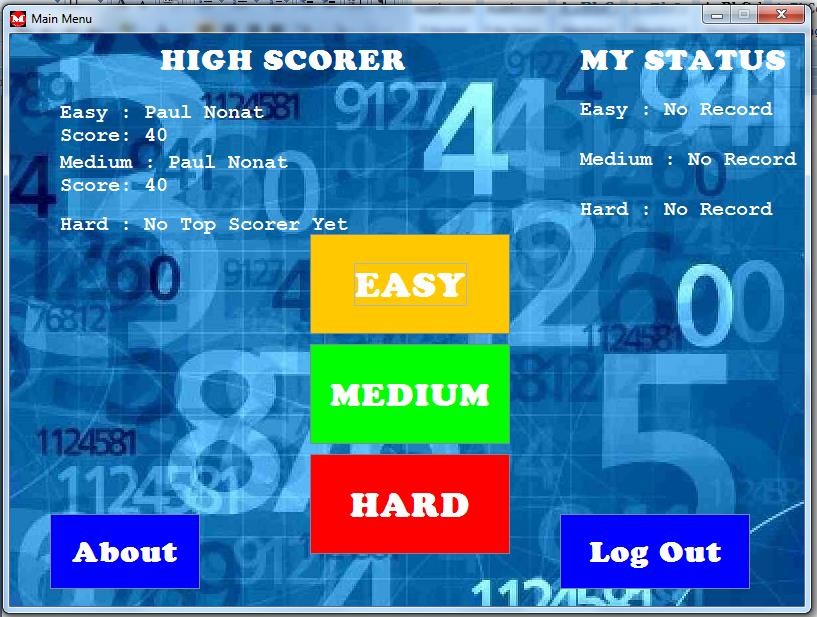 Main Menu
HIGH SCORER
MY STATUS
Easy : Paul Nonat
Score: 40
Medium : Paul Nonat
Score: 40
Hard : No Top Scorer Yet
Easy : No Record
Medium : No Record
Hard : No Record
EASY
MEDIUM
HARD
About
Log Out